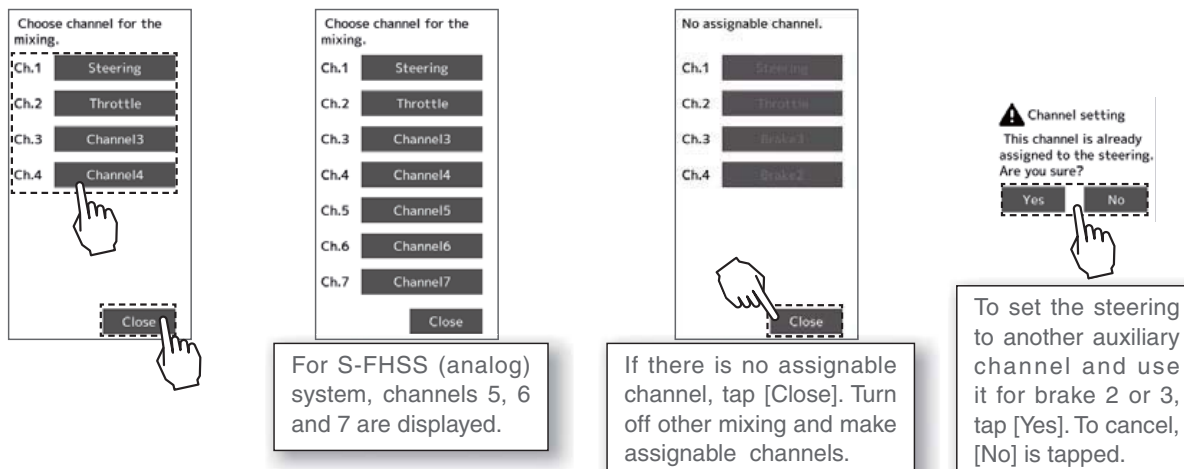 Choose channel for the
mixing.
Ch.1 Steering
Ch.2 Throttle
Ch.3 Channel3
Ch.4 Channel4
Close
Choose channel for the
mixing.
Ch.1 Steering
Ch.2 Throttle
Ch.3 Channel3
Ch.4 Channel4
Ch.5 Channel5
Ch.6 Channel6
Ch.7 Channel7
Close
For S-FHSS (analog)
system, channels 5, 6
and 7 are displayed.
No assignable channel.
Ch.1 Steering
Ch.2 Throttle
Ch.3 Brake3
Ch.4 Brake2
Close
If there is no assignable
channel, tap [Close]. Turn
off other mixing and make
assignable channels.
Channel setting
This channel is already
assigned to the steering.
Are you sure?
Yes No
To set the steering
to another auxiliary
channel and use
it for brake 2 or 3,
tap [Yes]. To cancel,
[No] is tapped.